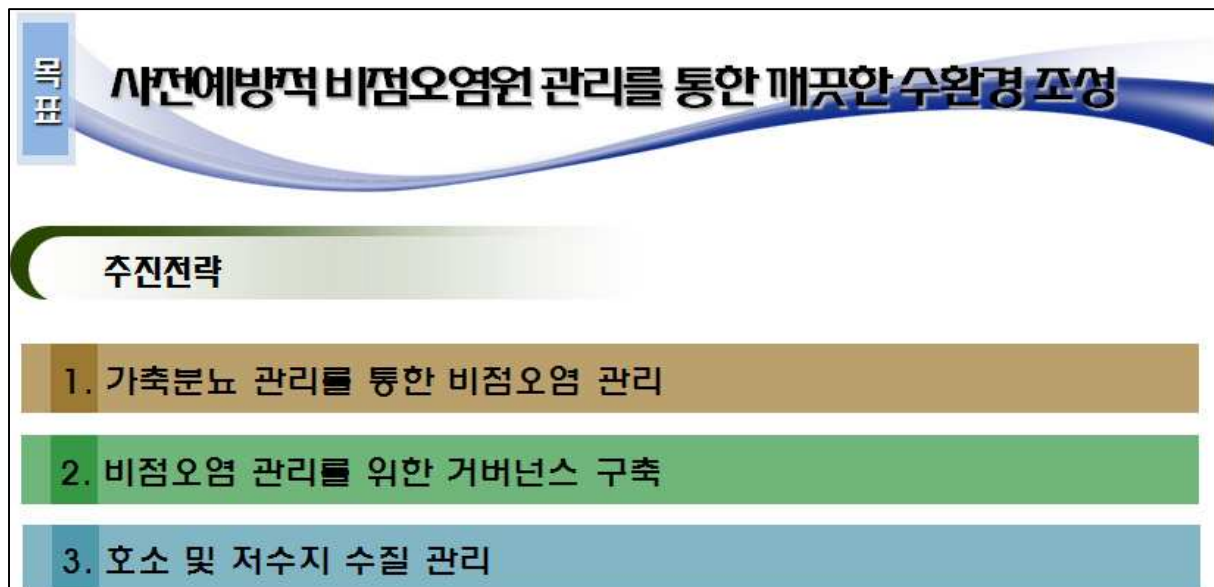 목표
사전예방적 비점오염원 관리를 통한 깨끗한 수환경 조성
추진전략
1. 가축분뇨 관리를 통한 비점오염 관리
2. 비점오염 관리를 위한 거버넌스 구축
3. 호소 및 저수지 수질 관리